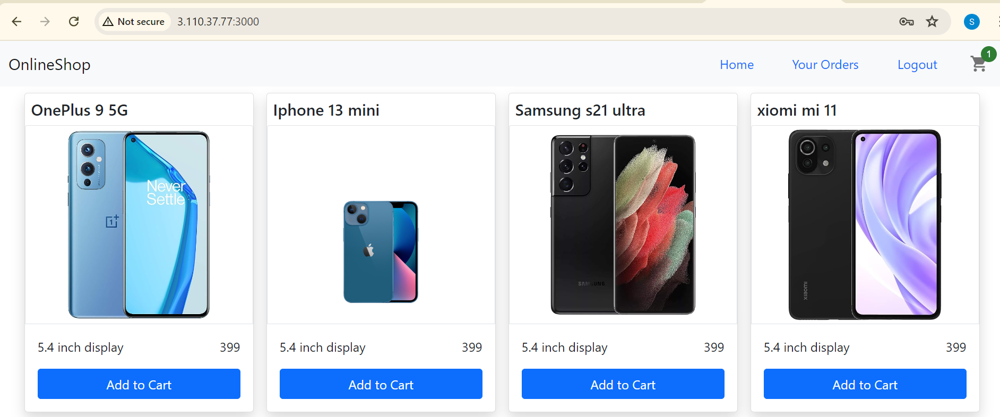 Not secure 3.110.37.77:3000 S
OnlineShop Home Your Orders Logout 1
OnePlus 9 5G Iphone 13 mini Samsung s21 ultra xiomi mi 11
Never
Settle
1+
SAMSUNG
xiaomi
5.4 inch display 399 5.4 inch display 399 5.4 inch display 399 5.4 inch display 399
Add to Cart Add to Cart Add to Cart Add to Cart